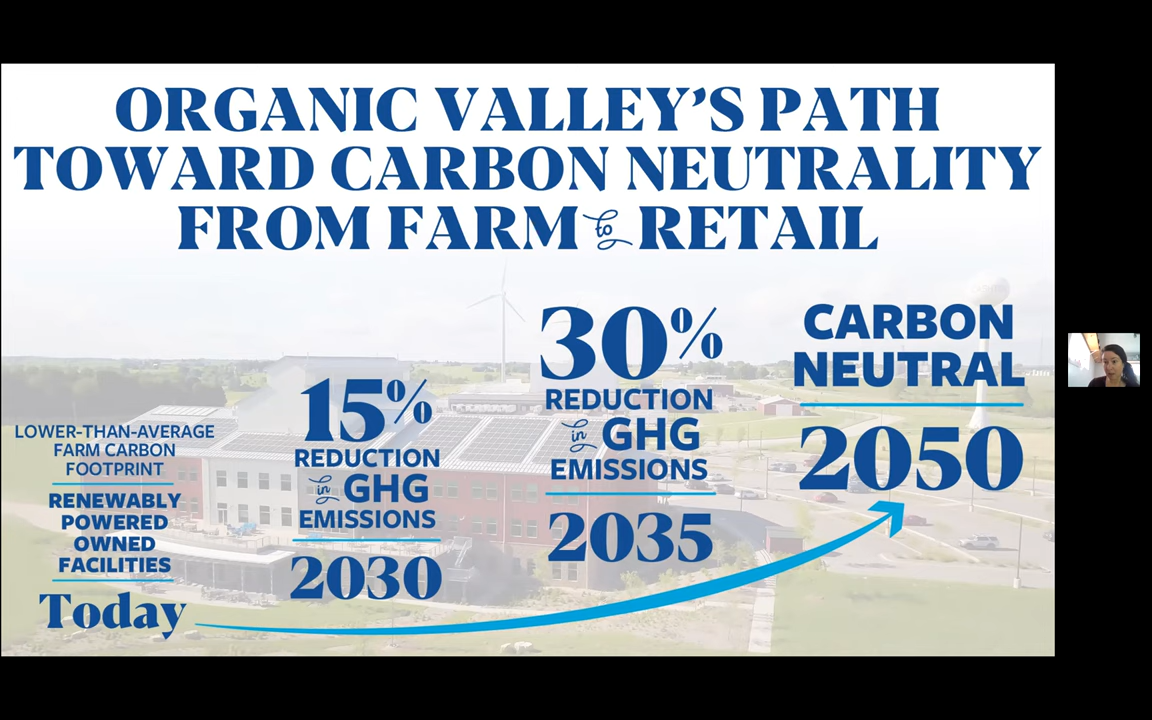 ORGANIC VALLEY'S PATH
TOWARD CARBON NEUTRALITY
FROM FARM to RETAIL
LOWER-THAN-AVERAGE
FARM CARBON
FOOTPRINT
RENEWABLY
POWERED
OWNED
FACILITIES
Today
15%
REDUCTION
in GHG
EMISSIONS
2030
30%
REDUCTION
in GHG
EMISSIONS
2035
CARBON
NEUTRAL
2050